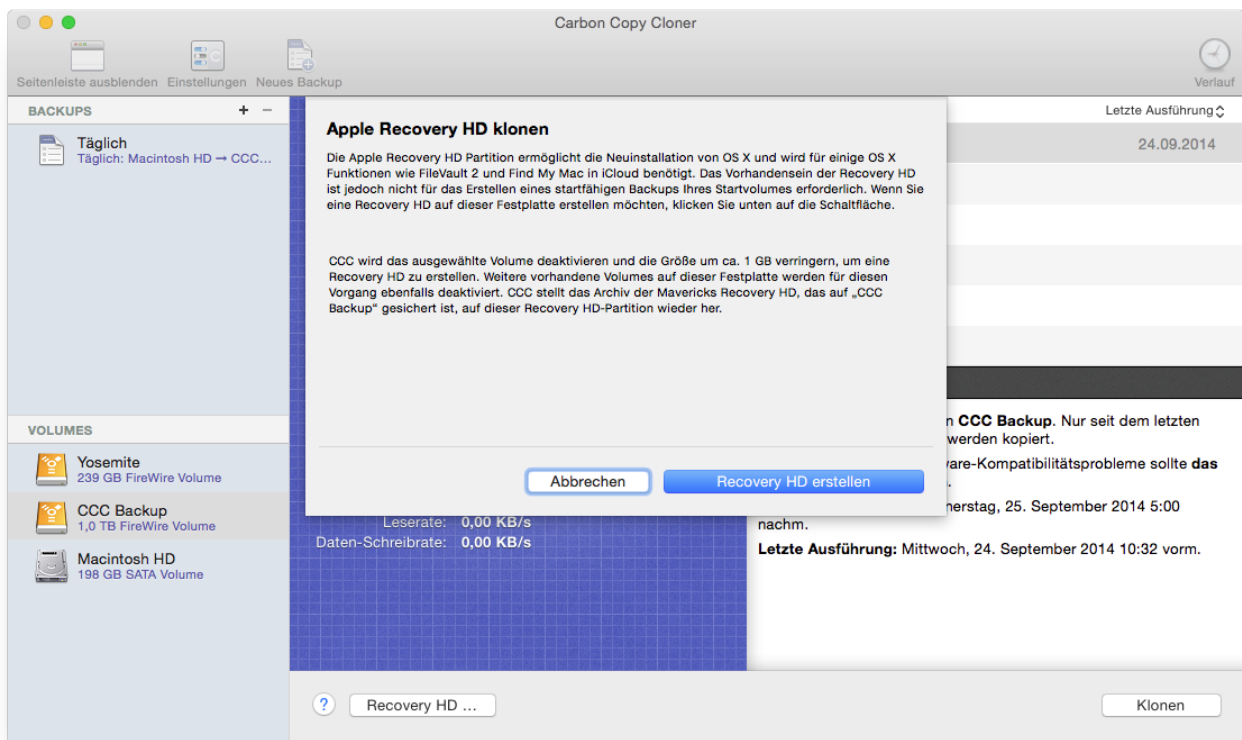 Carbon Copy Cloner
Seitenleiste ausblenden Einstellungen Neues Backup
Verlauf
BACKUPS + −
Täglich
Täglich: Macintosh HD → CCC...
VOLUMES
Yosemite
239 GB FireWire Volume
CCC Backup
1,0 TB FireWire Volume
Macintosh HD
198 GB SATA Volume
Apple Recovery HD klonen
Die Apple Recovery HD Partition ermöglicht die Neuinstallation von OS X und wird für einige OS X
Funktionen wie FileVault 2 und Find My Mac in iCloud benötigt. Das Vorhandensein der Recovery HD
ist jedoch nicht für das Erstellen eines startfähigen Backups Ihres Startvolumes erforderlich. Wenn Sie
eine Recovery HD auf dieser Festplatte erstellen möchten, klicken Sie unten auf die Schaltfläche.
CCC wird das ausgewählte Volume deaktivieren und die Größe um ca. 1 GB verringern, um eine
Recovery HD zu erstellen. Weitere vorhandene Volumes auf dieser Festplatte werden für diesen
Vorgang ebenfalls deaktiviert. CCC stellt das Archiv der Mavericks Recovery HD, das auf „CCC
Backup“ gesichert ist, auf dieser Recovery HD-Partition wieder her.
Abbrechen
Recovery HD erstellen
Letzte Ausführung
24.09.2014
Leserate: 0,00 KB/s
Daten-Schreibrate: 0,00 KB/s
n CCC Backup. Nur seit dem letzten
werden kopiert.
are-Kompatibilitätsprobleme sollte das
nerstag, 25. September 2014 5:00
nachm.
Letzte Ausführung: Mittwoch, 24. September 2014 10:32 vorm.
? Recovery HD ...
Klonen